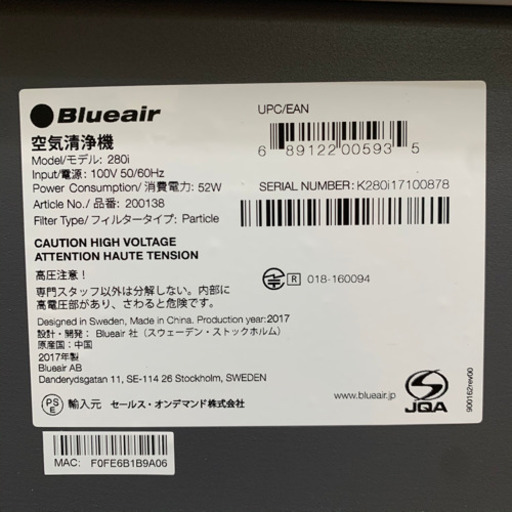 Blueair
空気清浄機
Model/モデル: 280i
Input/電源: 100V 50/60Hz
Power Consumption/ 消費電力: 52W
Article No./ 品番: 200138
Filter Type/フィルタータイプ: Particle
UPC/EAN
6 89122 00593 5
SERIAL NUMBER: K280i17100878
CAUTION HIGH VOLTAGE
ATTENTION HAUTE TENSION
高圧注意！
専門スタッフ以外は分解しない。内部に
高電圧部があり、さわると危険です。
R 018-160094
Designed in Sweden, Made in China. Production year: 2017
設計・開発： Blueair 社（スウェーデン・ストックホルム）
原産国：中国
2017年製
Blueair AB
Danderydsgatan 11, SE-114 26 Stockholm, SWEDEN
PS
E
輸入元 セールス・オンデマンド株式会社
www.blueair.jp
JQA
900162rev00
MAC: F0FE6B1B9A06